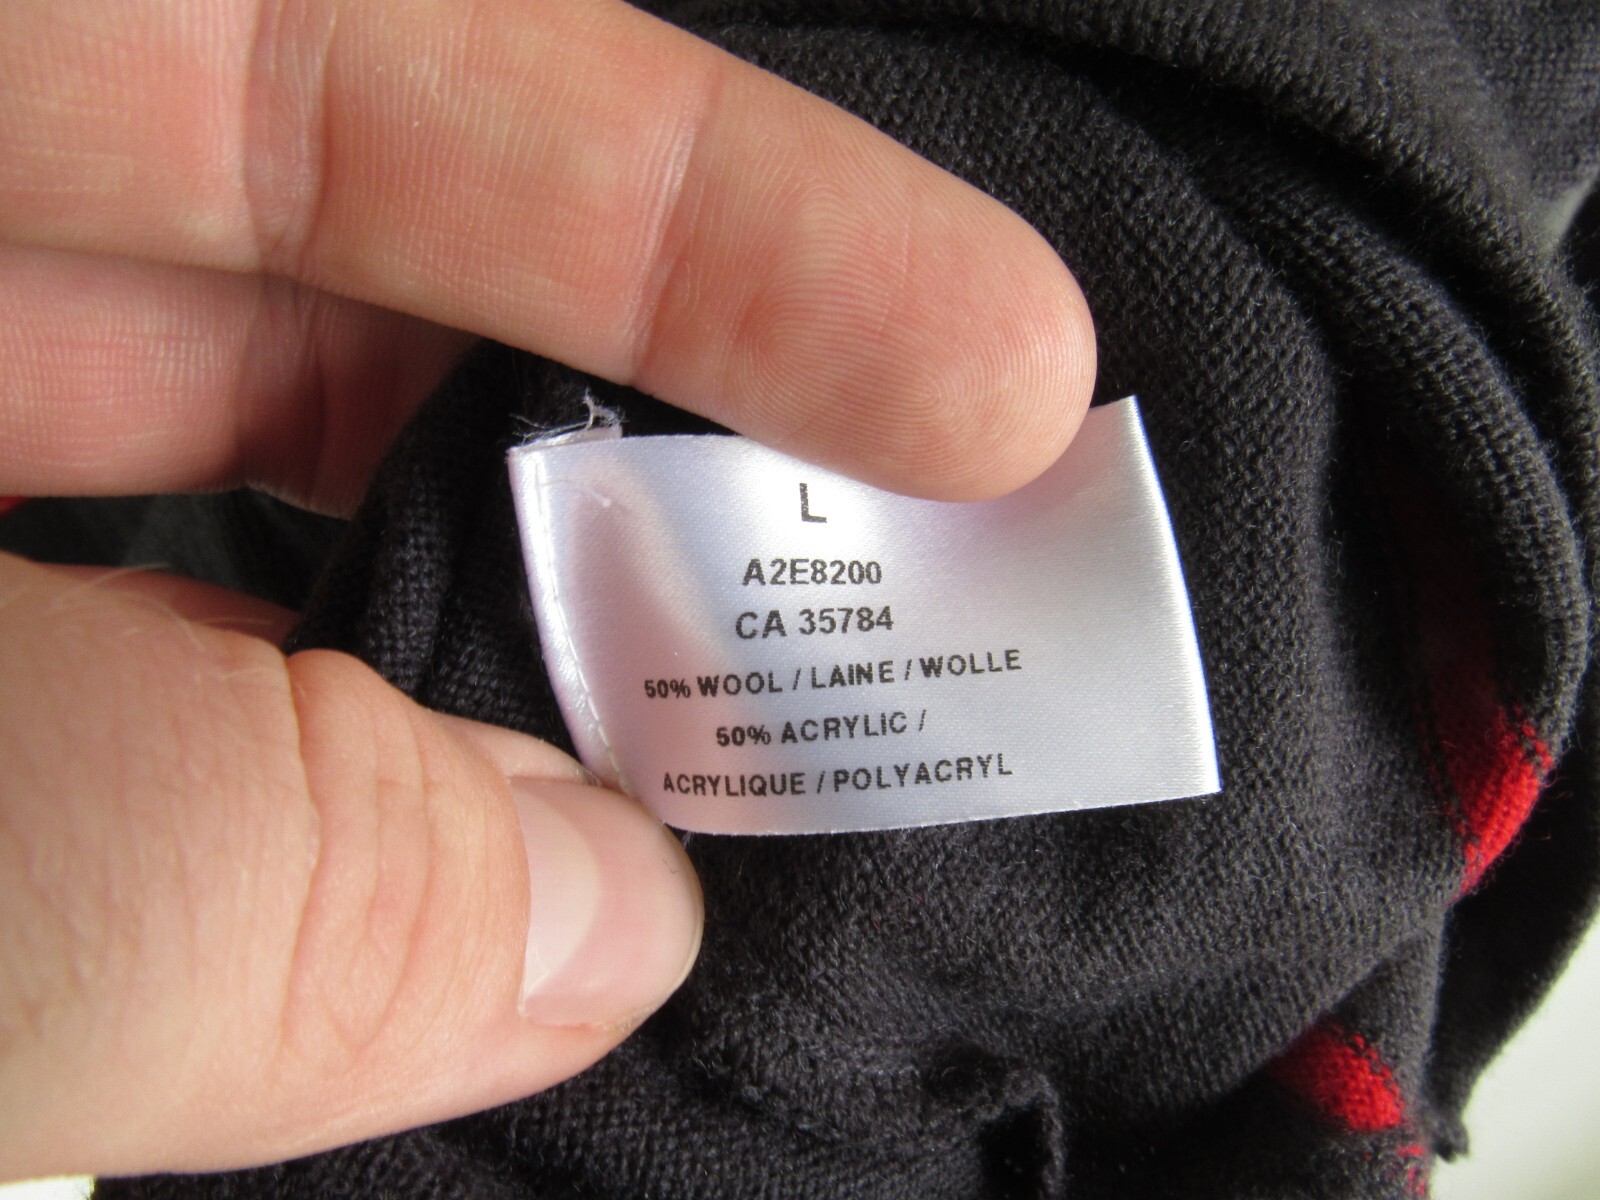 L
A2E8200
CA 35784
50% WOOL / LAINE / WOLLE
50% ACRYLIC /
ACRYLIQUE / POLYACRYL